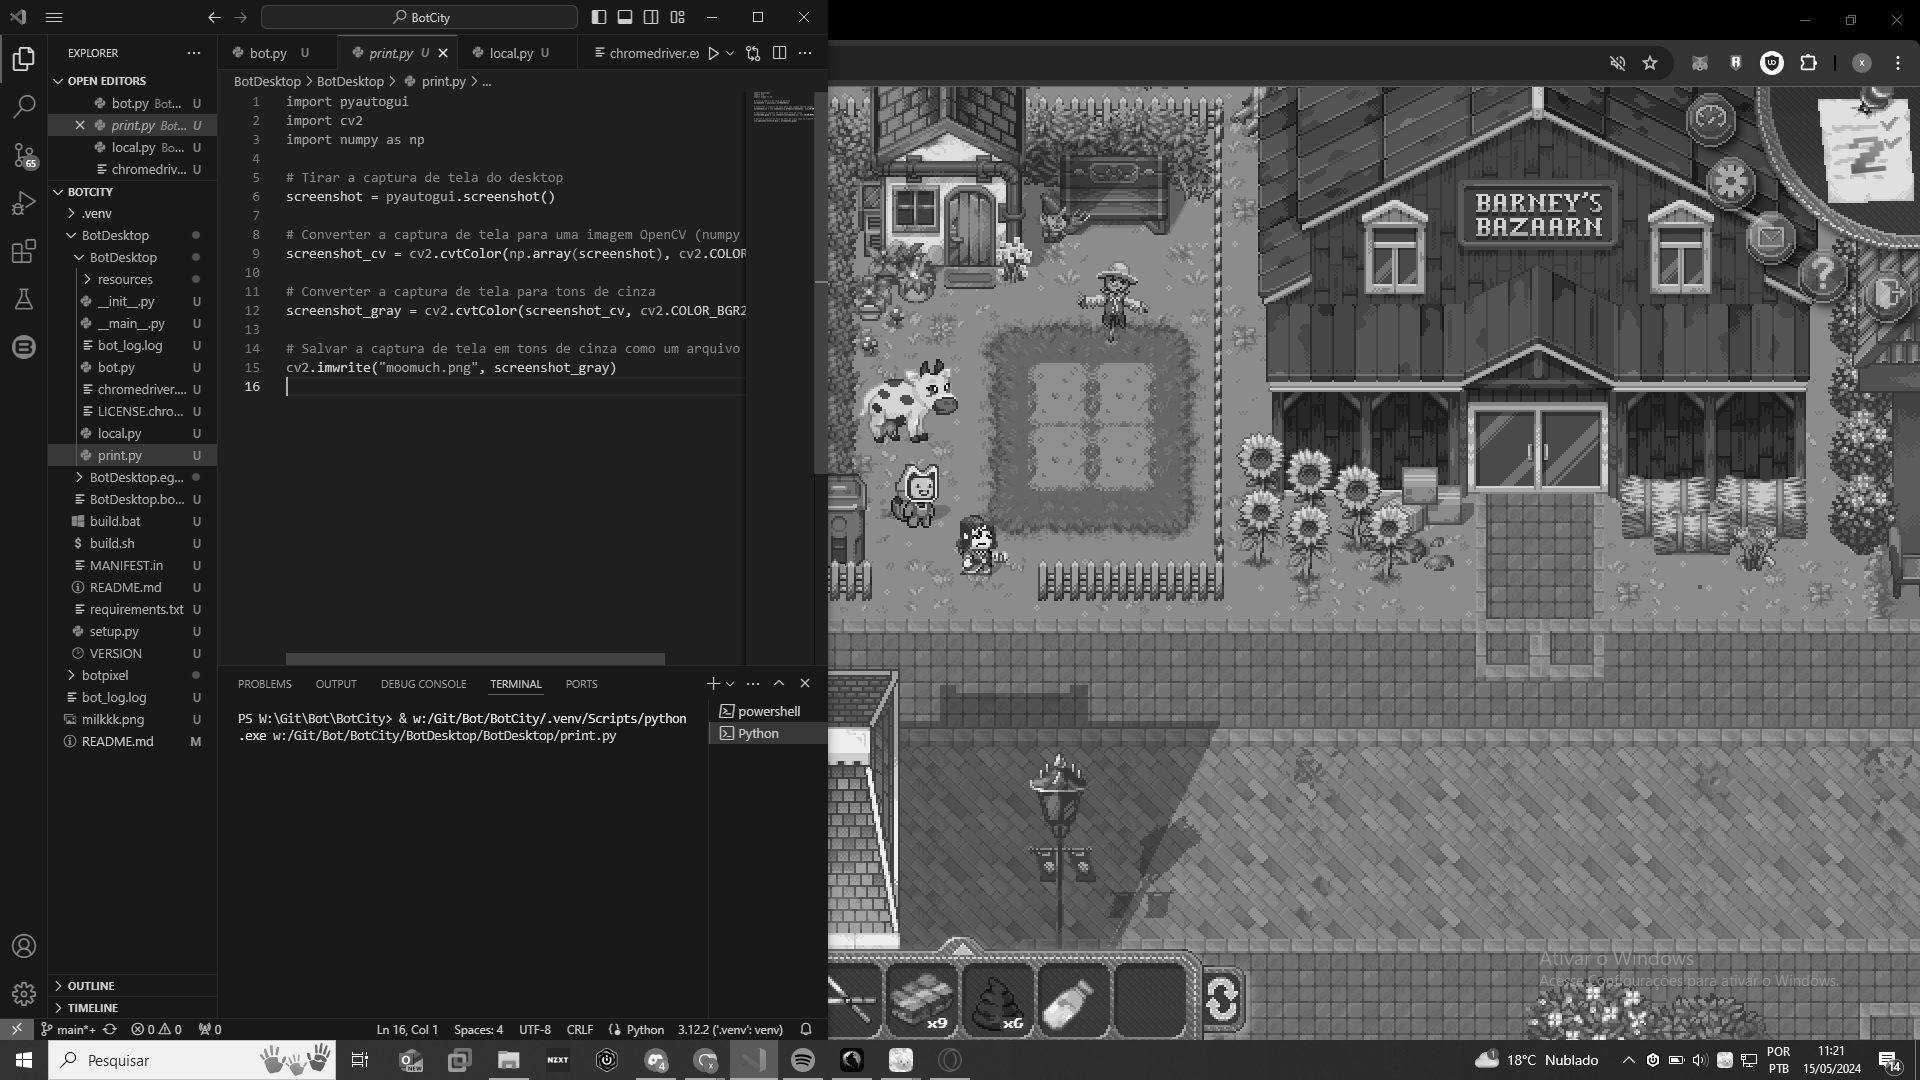 BotCity
EXPLORER
OPEN EDITORS
bot.py Bot... U
print.py Bot... U
local.py Bo... U
chromedriv... U
BOTCITY
.venv
BotDesktop
BotDesktop
resources
__init__.py U
__main__.py U
bot_log.log U
bot.py U
chromedriver.... U
LICENSE.chro... U
local.py U
print.py U
BotDesktop.eg... U
BotDesktop.bo... U
build.bat U
build.sh U
MANIFEST.in U
README.md U
requirements.txt U
setup.py U
VERSION U
botpixel
bot_log.log U
milkkk.png U
README.md M
OUTLINE
TIMELINE
65
bot.py U
print.py U
local.py U
chromedriver.ex
BotDesktop > BotDesktop > print.py > ...
1 import pyautogui
2 import cv2
3 import numpy as np
4
5 # Tirar a captura de tela do desktop
6 screenshot = pyautogui.screenshot()
7
8 # Converter a captura de tela para uma imagem OpenCV (numpy
9 screenshot_cv = cv2.cvtColor(np.array(screenshot), cv2.COLOR
10
11 # Converter a captura de tela para tons de cinza
12 screenshot_gray = cv2.cvtColor(screenshot_cv, cv2.COLOR_BGR2
13
14 # Salvar a captura de tela em tons de cinza como um arquivo
15 cv2.imwrite("moomuch.png", screenshot_gray)
16
PROBLEMS OUTPUT DEBUG CONSOLE TERMINAL PORTS
PS W:\Git\Bot\BotCity> & w:/Git/Bot/BotCity/.venv/Scripts/python
.exe w:/Git/Bot/BotCity/BotDesktop/BotDesktop/print.py
powershell
Python
main*+ 0 0 0 Ln 16, Col 1 Spaces: 4 UTF-8 CRLF Python 3.12.2 ('.venv': venv)
x
BARNEY'S
BAZAARN
?
x9
x6
Ativar o Windows
Acesse Configurações para ativar o Windows.
Pesquisar
NEW
NZXT
4
x
1
18°C Nublado
POR
PTB
11:21
15/05/2024
14